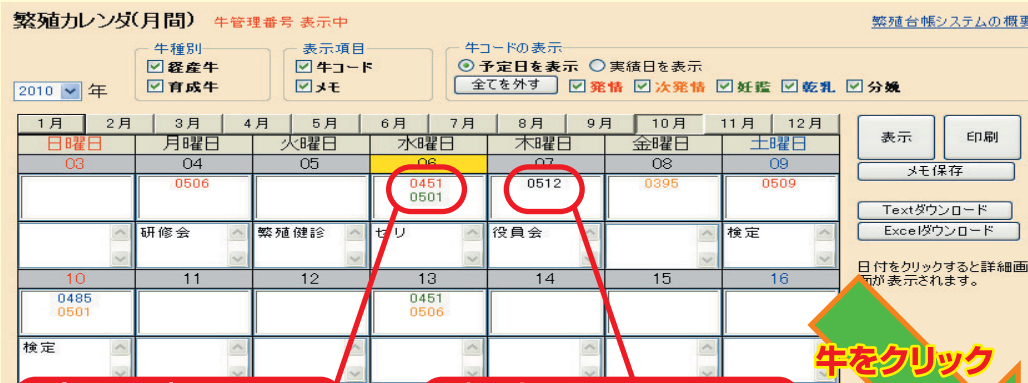 繁殖カレンダ(月間) 牛管理番号 表示中 繁殖台帳システムの概要
牛種別 表示項目 牛コードの表示
経産牛 牛コード 予定日を表示 実績日を表示
2010 年 育成牛 メモ 全てを外す 発情 次発情 妊鑑 乾乳 分娩
1月 2月 3月 4月 5月 6月 7月 8月 9月 10月 11月 12月
日曜日 月曜日 火曜日 水曜日 木曜日 金曜日 土曜日
表示 印刷
03 04 05 06 07 08 09
メモ保存
0506 0451 0512 0395 0509
0501
Textダウンロード
研修会 繁殖健診 セリ 役員会 検定
Excelダウンロード
日付をクリックすると詳細画
面が表示されます。
10 11 12 13 14 15 16
0485 0451
0501 0506
検定
牛をクリック